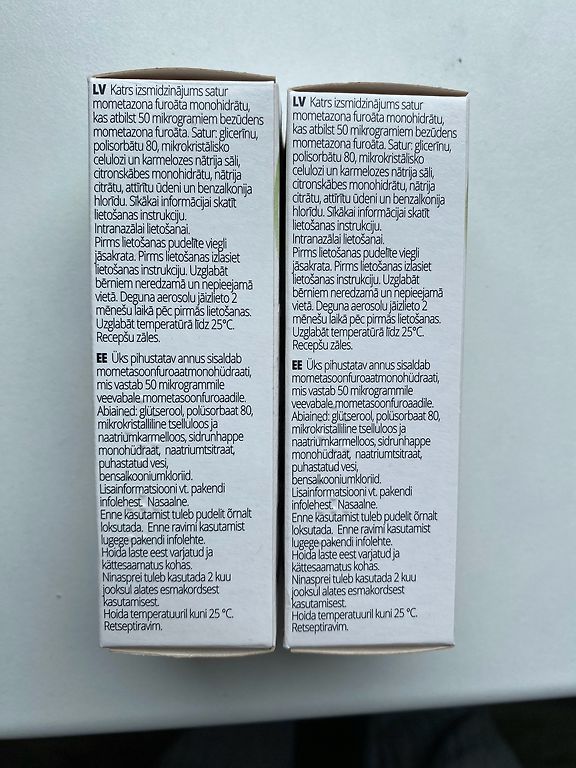 LV Katrs izsmidzinājums satur
mometazona furoāta monohidrātu,
kas atbilst 50 mikrogramiem bezūdens
mometazona furoāta. Satur: glicerīnu,
polisorbātu 80, mikrokristālisko
celulozi un karmelozes nātrija sāli,
citronskābes monohidrātu, nātrija
citrātu, attīrītu ūdeni un benzalkonija
hlorīdu. Sīkākai informācijai skatīt
lietošanas instrukciju.
Intranazālai lietošanai.
Pirms lietošanas pudelīte viegli
jāsakrata. Pirms lietošanas izlasiet
lietošanas instrukciju. Uzglabāt
bērniem neredzamā un nepieejamā
vietā. Deguna aerosolu jāizlieto 2
mēnešu laikā pēc pirmās lietošanas.
Uzglabāt temperatūrā līdz 25°C.
Recepšu zāles.
EE Üks pihustatav annus sisaldab
mometasoonfuroaatmonohüdraati,
mis vastab 50 mikrogrammile
veevabale mometasoonfuroaadile.
Abiained: glütserool, polüsorbaat 80,
mikrokristalliline tselluloos ja
naatriumkarmelloos, sidrunhappe
monohüdraat, naatriumtsitraat,
puhastatud vesi,
bensalkooniumkloriid.
Lisainformatsiooni vt. pakendi
infolehest. Nasaalne.
Enne kasutamist tuleb pudelit õrnalt
loksutada. Enne ravimi kasutamist
lugege pakendi infolehte.
Hoida laste eest varjatud ja
kättesaamatus kohas.
Ninasprei tuleb kasutada 2 kuu
jooksul alates esmakordsest
kasutamisest.
Hoida temperatuuril kuni 25 °C.
Retseptiravim.
LV Katrs izsmidzinājums satur
mometazona furoāta monohidrātu,
kas atbilst 50 mikrogramiem bezūdens
mometazona furoāta. Satur: glicerīnu,
polisorbātu 80, mikrokristālisko
celulozi un karmelozes nātrija sāli,
citronskābes monohidrātu, nātrija
citrātu, attīrītu ūdeni un benzalkonija
hlorīdu. Sīkākai informācijai skatīt
lietošanas instrukciju.
Intranazālai lietošanai.
Pirms lietošanas pudelīte viegli
jāsakrata. Pirms lietošanas izlasiet
lietošanas instrukciju. Uzglabāt
bērniem neredzamā un nepieejamā
vietā. Deguna aerosolu jāizlieto 2
mēnešu laikā pēc pirmās lietošanas.
Uzglabāt temperatūrā līdz 25°C.
Recepšu zāles.
EE Üks pihustatav annus sisaldab
mometasoonfuroaatmonohüdraati,
mis vastab 50 mikrogrammile
veevabale mometasoonfuroaadile.
Abiained: glütserool, polüsorbaat 80,
mikrokristalliline tselluloos ja
naatriumkarmelloos, sidrunhappe
monohüdraat, naatriumtsitraat,
puhastatud vesi,
bensalkooniumkloriid.
Lisainformatsiooni vt. pakendi
infolehest. Nasaalne.
Enne kasutamist tuleb pudelit õrnalt
loksutada. Enne ravimi kasutamist
lugege pakendi infolehte.
Hoida laste eest varjatud ja
kättesaamatus kohas.
Ninasprei tuleb kasutada 2 kuu
jooksul alates esmakordsest
kasutamisest.
Hoida temperatuuril kuni 25 °C.
Retseptiravim.